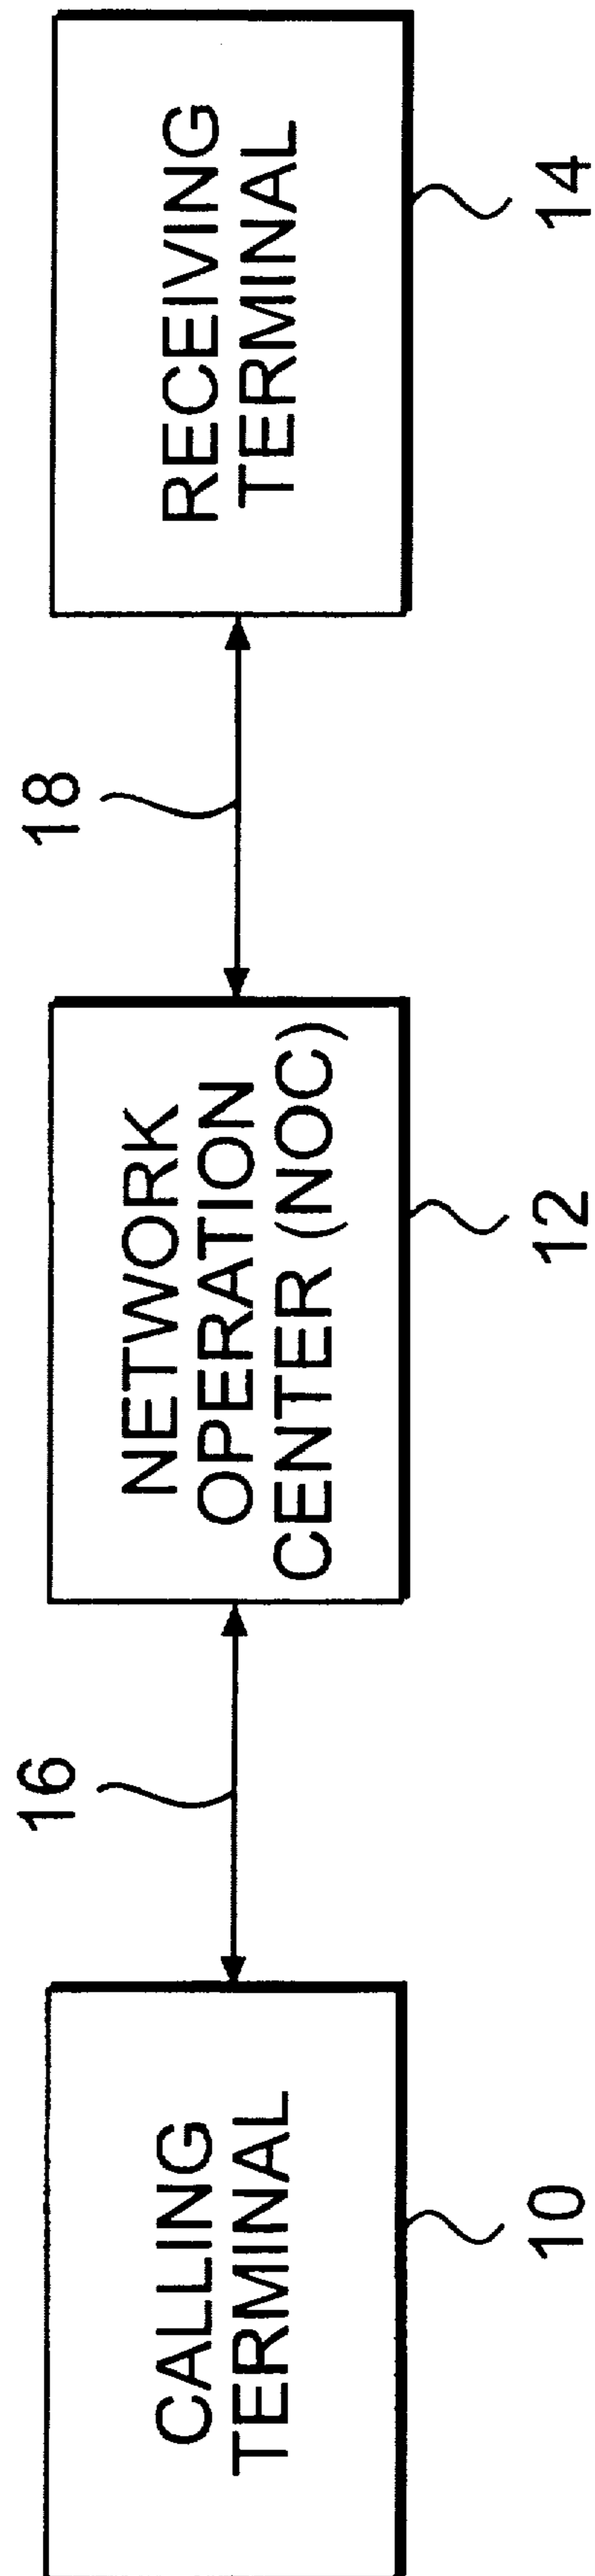 16
18
CALLING
TERMINAL
NETWORK
OPERATION
CENTER (NOC)
RECEIVING
TERMINAL
10
12
14